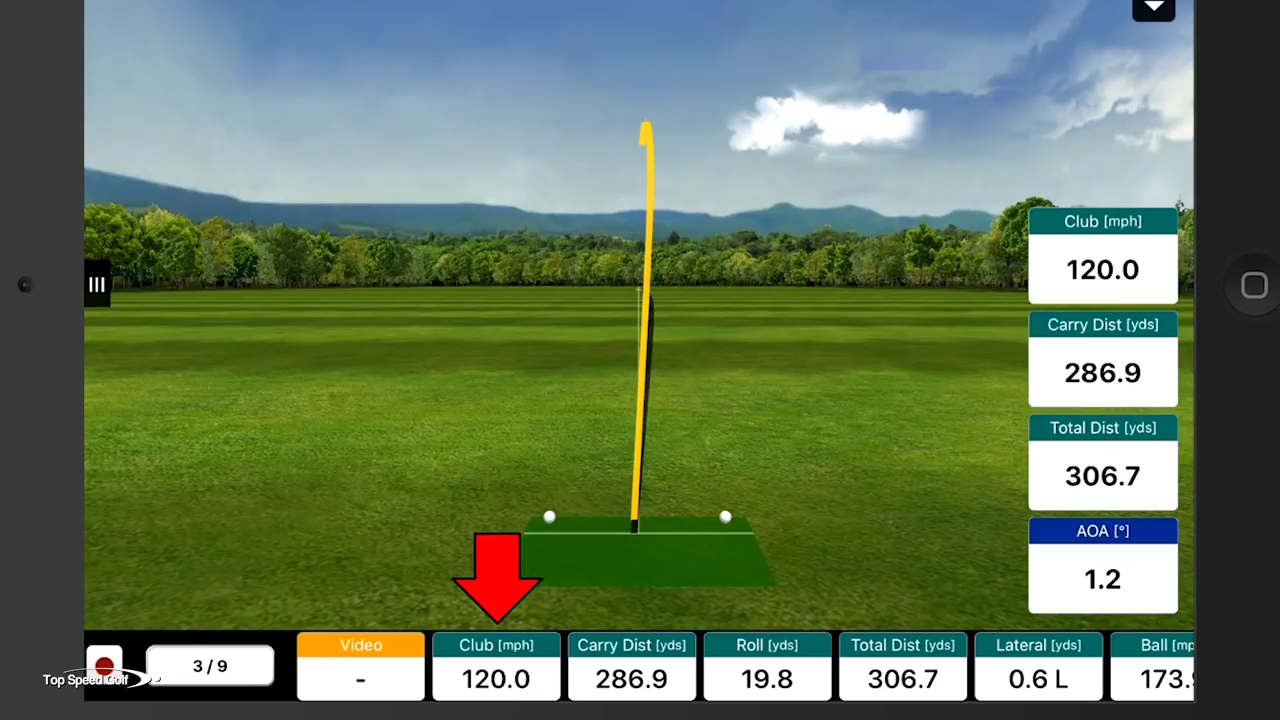 Club [mph]
120.0
Carry Dist [yds]
286.9
Total Dist [yds]
306.7
AOA [°]
1.2
3 / 9
Video
-
Club [mph]
120.0
Carry Dist [yds]
286.9
Roll [yds]
19.8
Total Dist [yds]
306.7
Lateral [yds]
0.6 L
Ball [mp
173.
Top Speed Golf